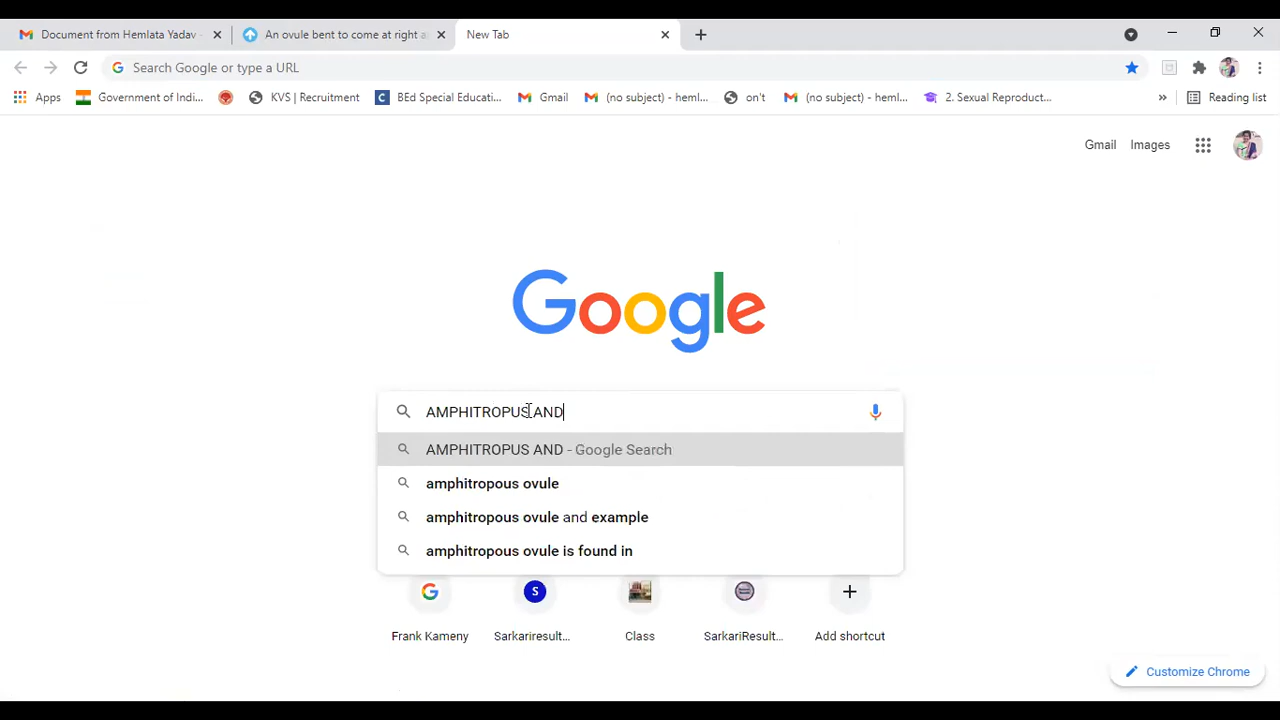 Document from Hemlata Yadav
An ovule bent to come at right a
New Tab
Search Google or type a URL
Apps
Government of Indi...
KVS | Recruitment
BEd Special Educati...
Gmail
(no subject) - heml...
on't
(no subject) - heml...
2. Sexual Reproduct...
»
Reading list
Gmail
Images
Google
AMPHITROPUS AND
AMPHITROPUS AND - Google Search
amphitropous ovule
amphitropous ovule and example
amphitropous ovule is found in
Frank Kameny
Sarkariresult...
Class
SarkariResult...
Add shortcut
Customize Chrome